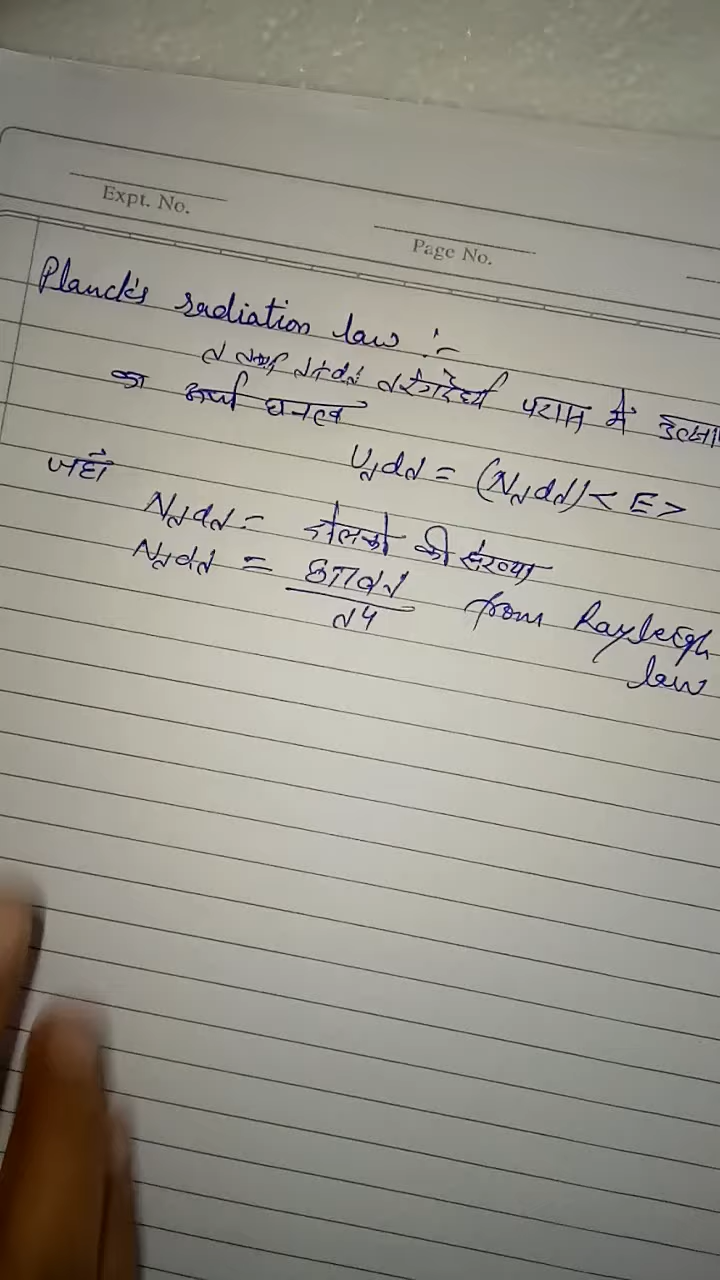 Expt. No.
Page No.
Planck's radiation law :-
λ तथा λ+dλ तरंगदैर्ध्य परास में
का ऊर्जा घनत्व
Uλdλ = (Nλdλ)< E >
जहाँ
Nλdλ = दोलकों की संख्या
Nλdλ = 8πdλ/λ4 from Rayleigh
law